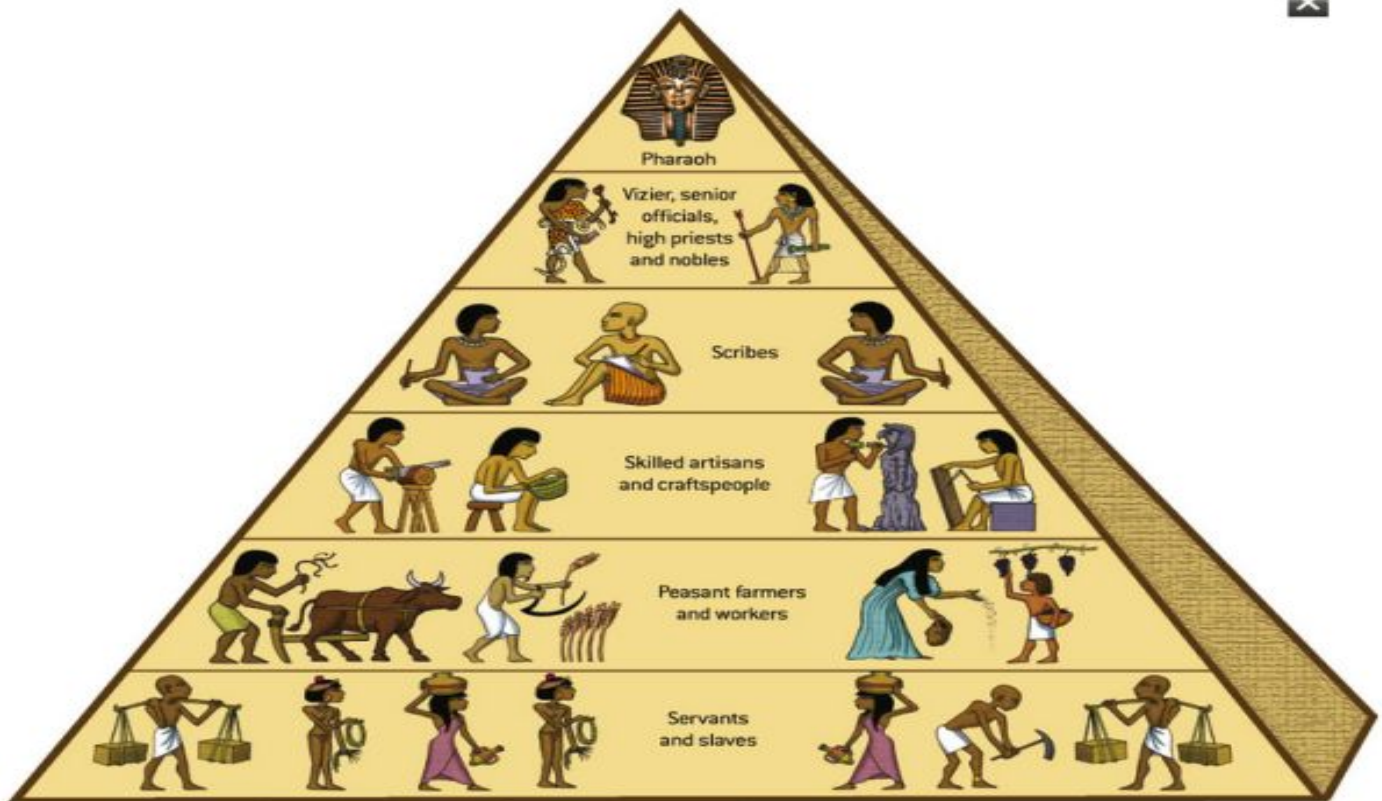 Pharaoh
Vizier, senior
officials,
high priests
and nobles
Scribes
Skilled artisans
and craftspeople
Peasant farmers
and workers
Servants
and slaves